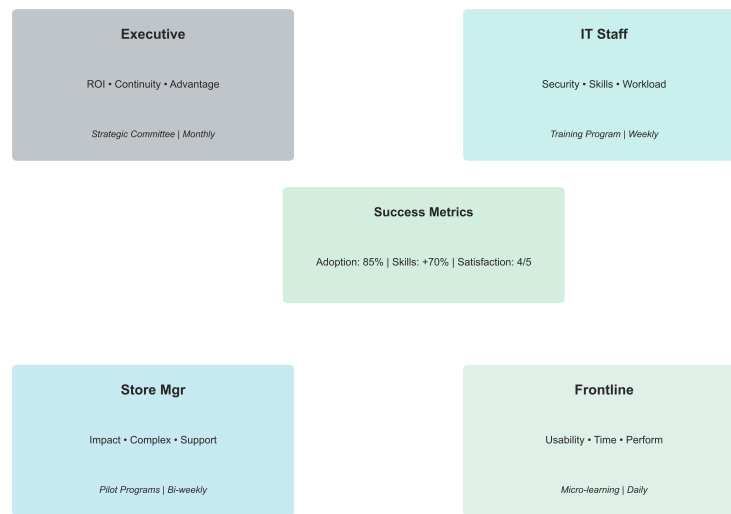 Executive
ROI • Continuity • Advantage
Strategic Committee | Monthly
IT Staff
Security • Skills • Workload
Training Program | Weekly
Success Metrics
Adoption: 85% | Skills: +70% | Satisfaction: 4/5
Store Mgr
Impact • Complex • Support
Pilot Programs | Bi-weekly
Frontline
Usability • Time • Perform
Micro-learning | Daily